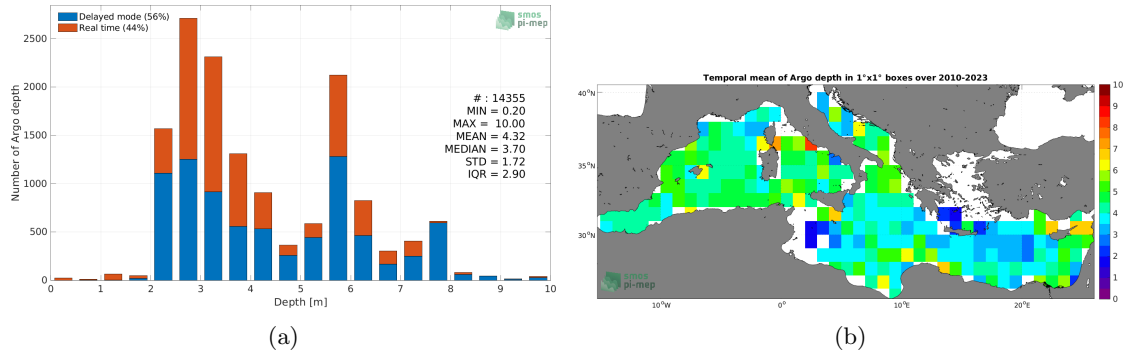 Delayed mode (56%)
Real time (44%)
smos
pi-mep
Number of Argo depth
2500
2000
1500
1000
500
0
# : 14355
MIN = 0.20
MAX = 10.00
MEAN = 4.32
MEDIAN = 3.70
STD = 1.72
IQR = 2.90
0 1 2 3 4 5 6 7 8 9 10
Depth [m]
(a)
Temporal mean of Argo depth in 1°x1° boxes over 2010-2023
40°N
35°N
30°N
10°W 0° 10°E 20°E
10
9
8
7
6
5
4
3
2
1
0
smos
pi-mep
(b)